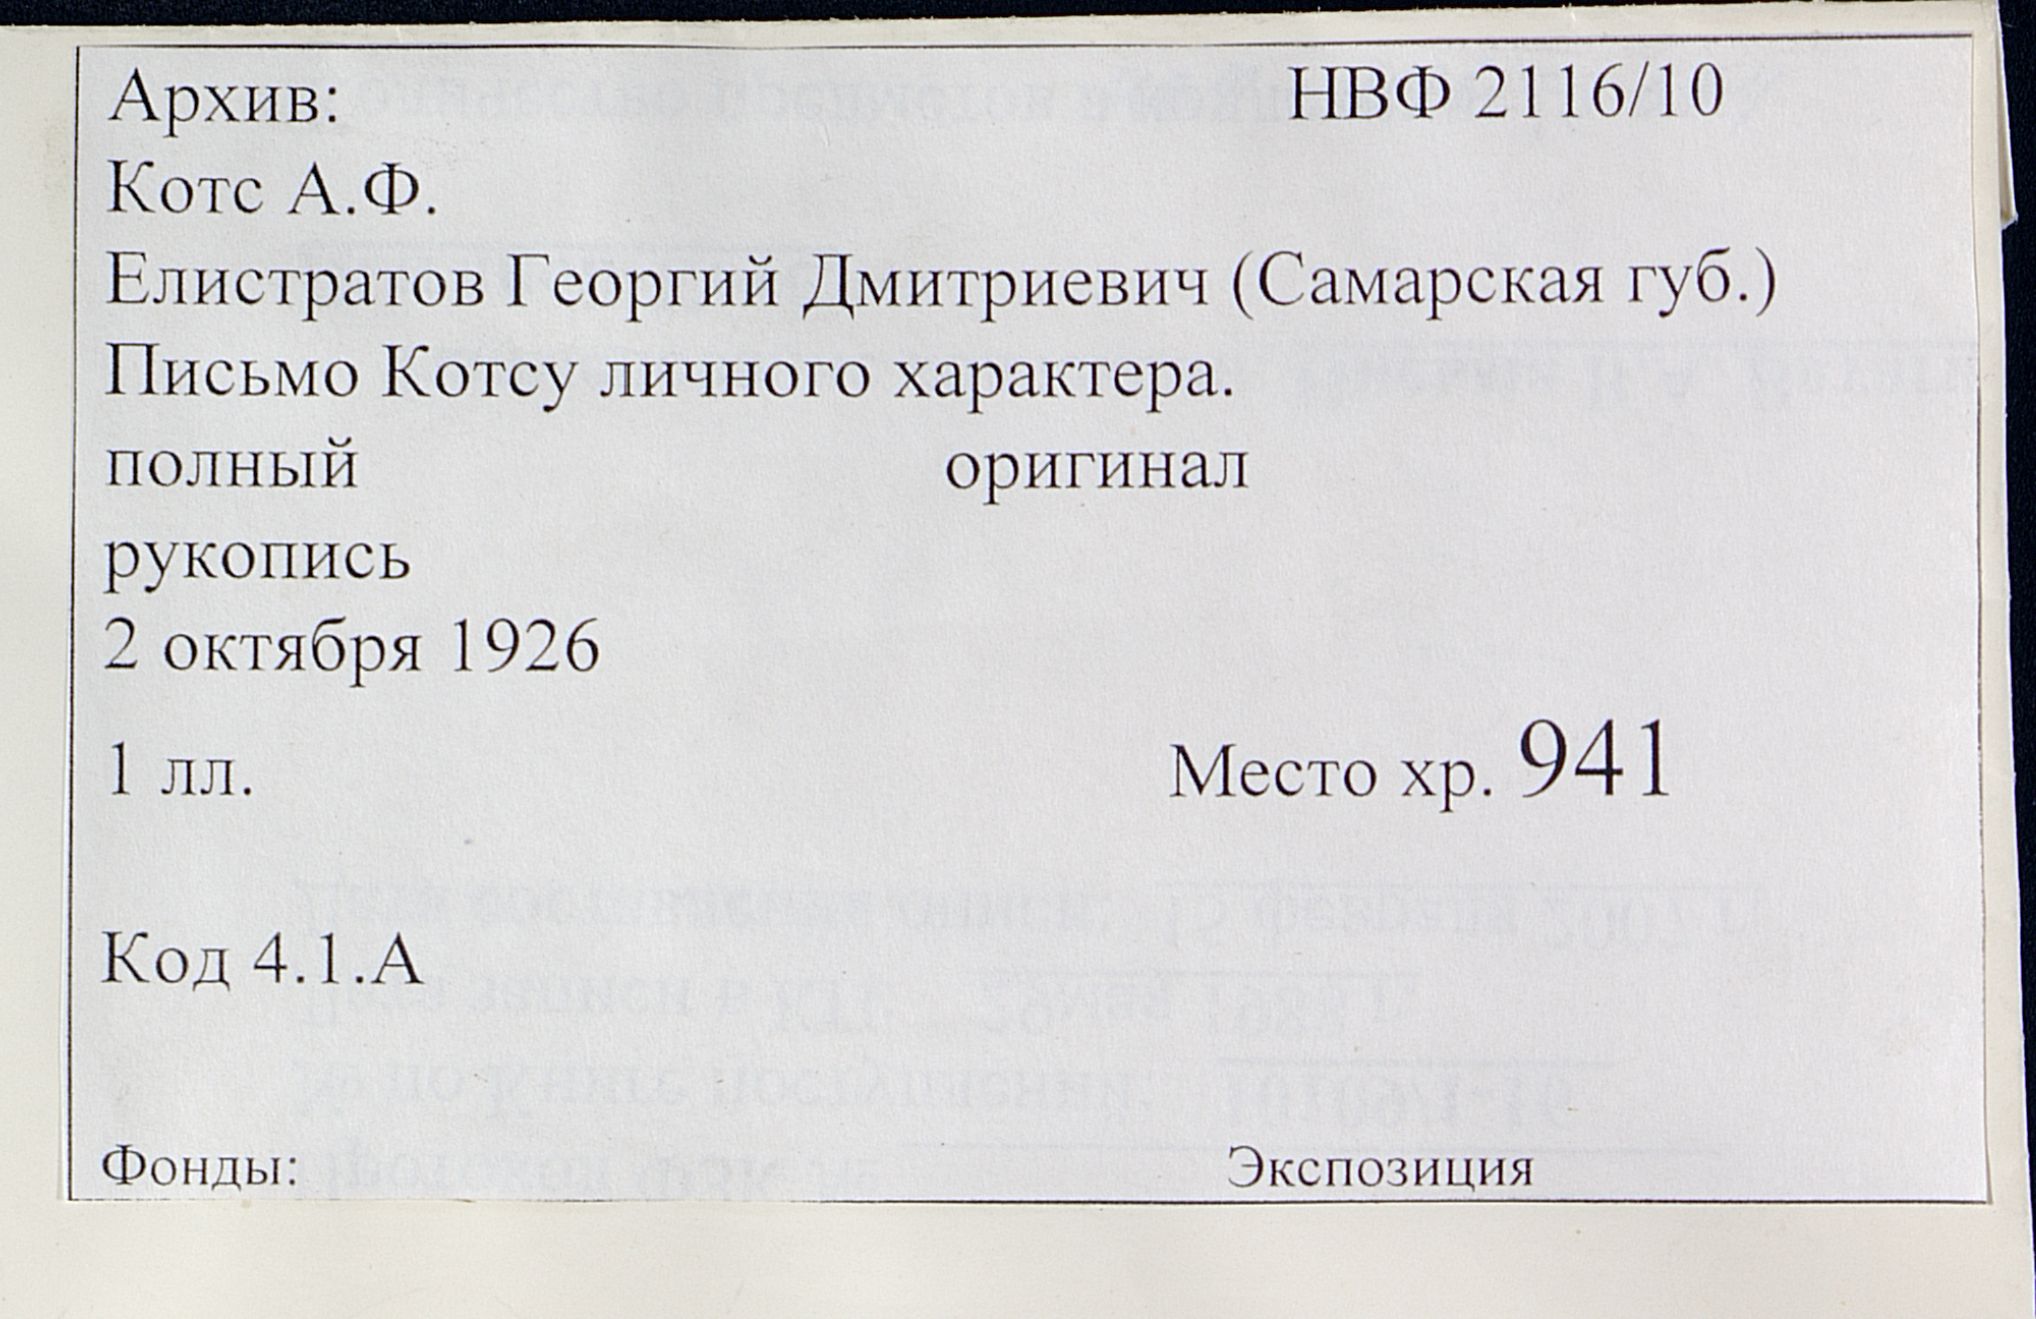 Архив: НВФ 2116/10
Котс А.Ф.
Елистратов Георгий Дмитриевич (Самарская губ.)
Письмо Котсу личного характера.
полный оригинал
рукопись
2 октября 1926
1 лл. Место хр. 941
Код 4.1.А
Фонды: Экспозиция